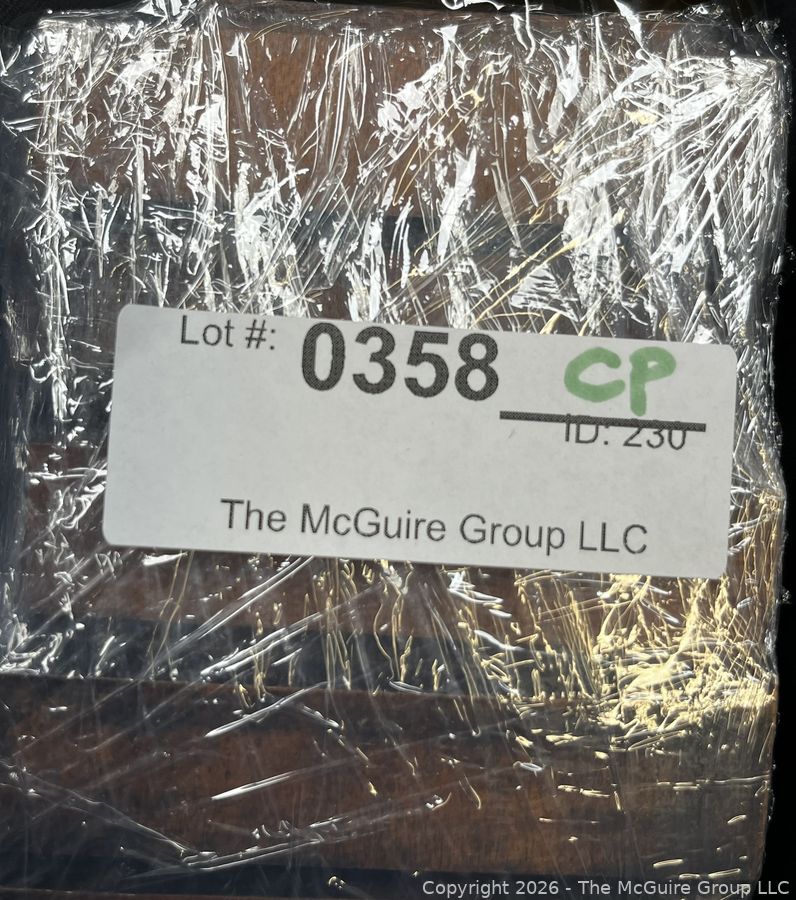 Lot #: 0358 CP
ID: 230
The McGuire Group LLC
Copyright 2026 - The McGuire Group LLC